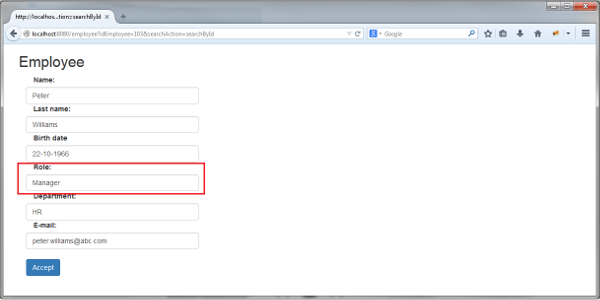 http://localhos...tion=searchById
localhost:8080/employee?idEmployee=103&searchAction=searchById
Google
Employee
Name:
Peter
Last name:
Williams
Birth date
22-10-1966
Role:
Manager
Department:
HR
E-mail:
peter.williams@abc.com
Accept